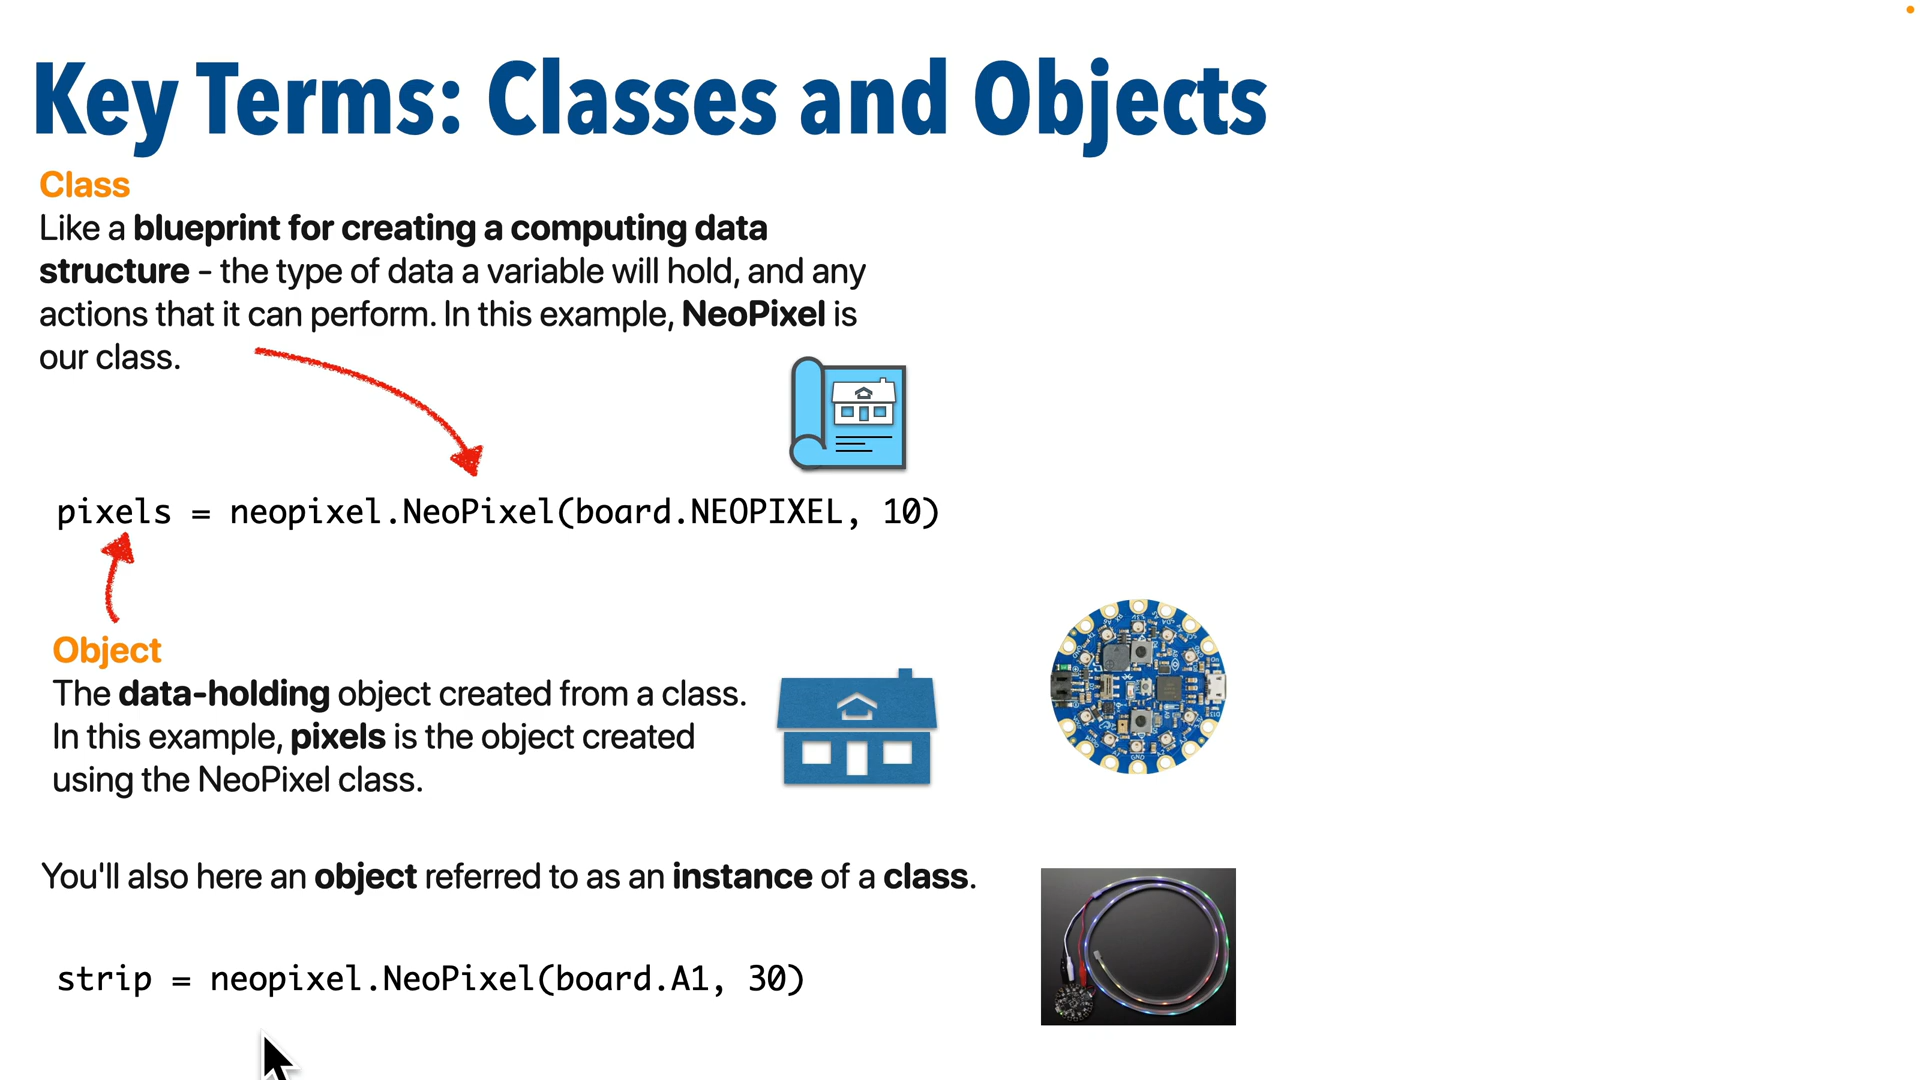 Key Terms: Classes and Objects
Class
Like a blueprint for creating a computing data
structure - the type of data a variable will hold, and any
actions that it can perform. In this example, NeoPixel is
our class.
pixels = neopixel.NeoPixel(board.NEOPIXEL, 10)
Object
The data-holding object created from a class.
In this example, pixels is the object created
using the NeoPixel class.
You'll also here an object referred to as an instance of a class.
strip = neopixel.NeoPixel(board.A1, 30)